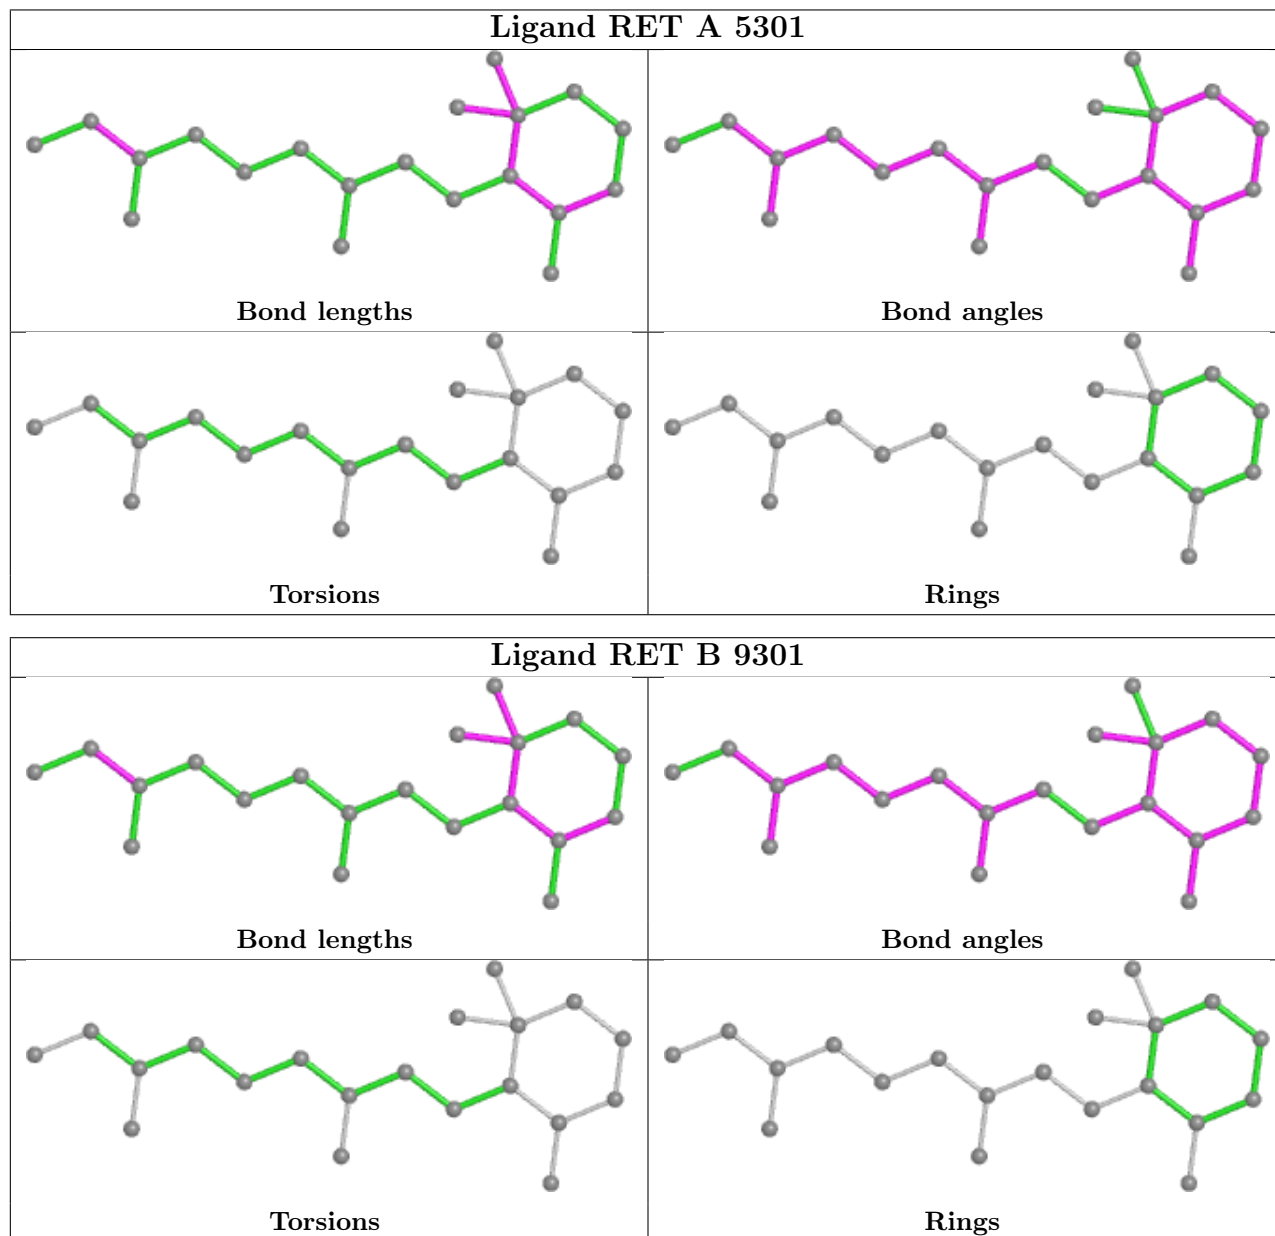 Ligand RET A 5301
Bond lengths
Bond angles
Torsions
Rings
Ligand RET B 9301
Bond lengths
Bond angles
Torsions
Rings